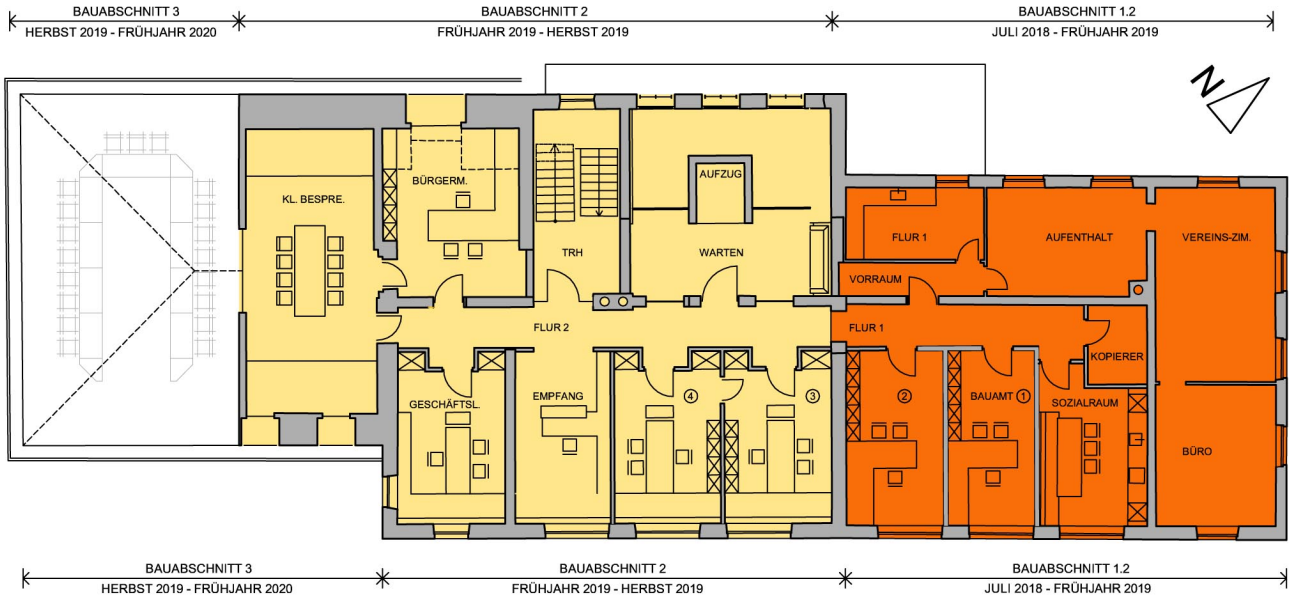 BAUABSCHNITT 3
HERBST 2019 - FRÜHJAHR 2020
BAUABSCHNITT 2
FRÜHJAHR 2019 - HERBST 2019
BAUABSCHNITT 1.2
JULI 2018 - FRÜHJAHR 2019
N
KL. BESPRE.
BÜRGERM.
TRH
AUFZUG
WARTEN
FLUR 1
AUFENTHALT
VEREINS-ZIM.
VORRAUM
FLUR 2
FLUR 1
KOPIERER
GESCHÄFTSL.
EMPFANG
4
3
2
BAUAMT 1
SOZIALRAUM
BÜRO
BAUABSCHNITT 3
HERBST 2019 - FRÜHJAHR 2020
BAUABSCHNITT 2
FRÜHJAHR 2019 - HERBST 2019
BAUABSCHNITT 1.2
JULI 2018 - FRÜHJAHR 2019